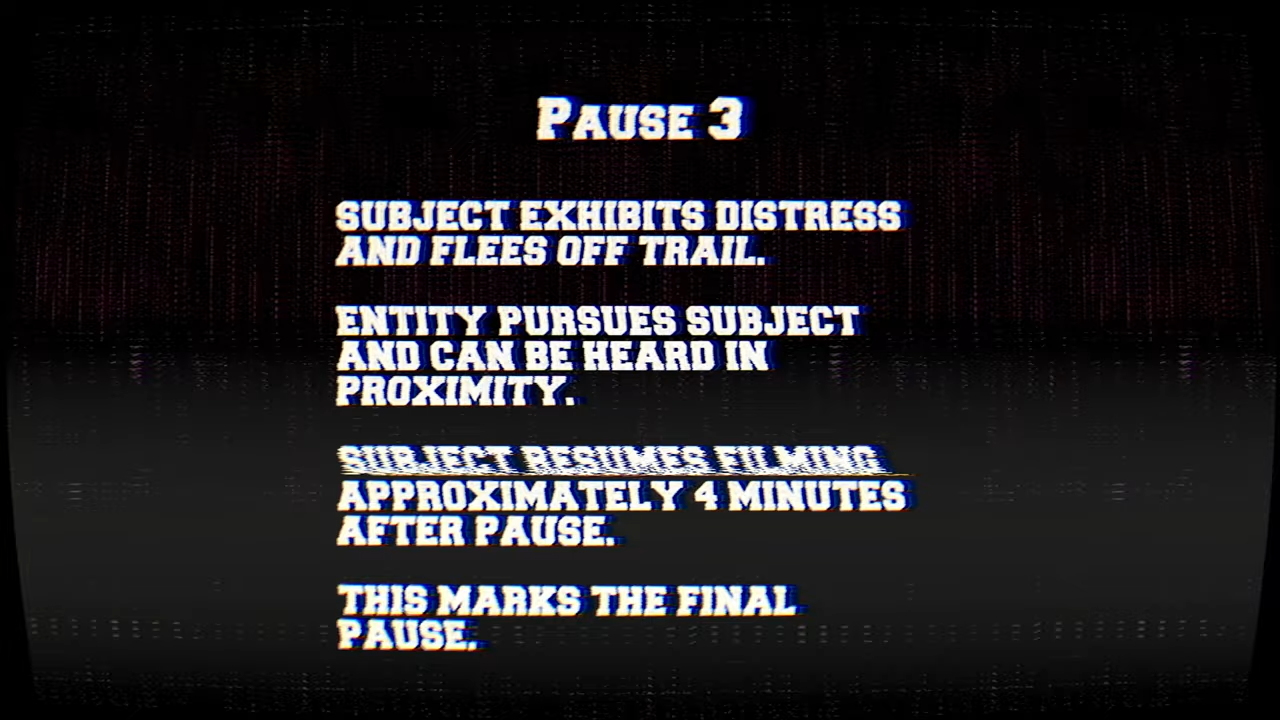 PAUSE 3
SUBJECT EXHIBITS DISTRESS
AND FLEES OFF TRAIL.
ENTITY PURSUES SUBJECT
AND CAN BE HEARD IN
PROXIMITY.
SUBJECT RESUMES FILMING
APPROXIMATELY 4 MINUTES
AFTER PAUSE.
THIS MARKS THE FINAL
PAUSE.